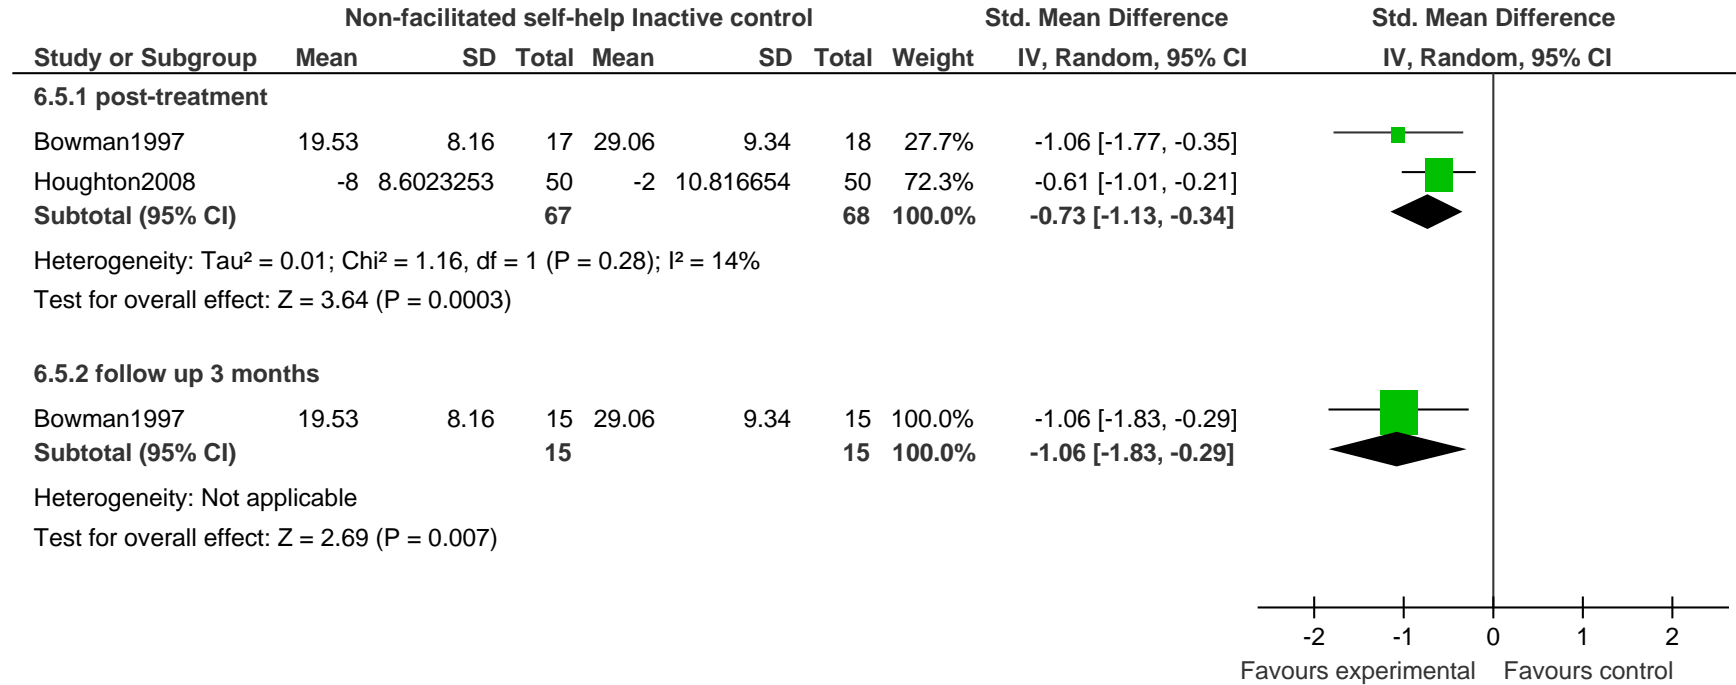 Non-facilitated self-help Inactive control Std. Mean Difference Std. Mean Difference
Study or Subgroup Mean SD Total Mean SD Total Weight IV, Random, 95% CI IV, Random, 95% CI
6.5.1 post-treatment
Bowman1997 19.53 8.16 17 29.06 9.34 18 27.7% -1.06 [-1.77, -0.35]
Houghton2008 -8 8.6023253 50 -2 10.816654 50 72.3% -0.61 [-1.01, -0.21]
Subtotal (95% CI) 67 68 100.0% -0.73 [-1.13, -0.34]
Heterogeneity: Tau² = 0.01; Chi² = 1.16, df = 1 (P = 0.28); I² = 14%
Test for overall effect: Z = 3.64 (P = 0.0003)
6.5.2 follow up 3 months
Bowman1997 19.53 8.16 15 29.06 9.34 15 100.0% -1.06 [-1.83, -0.29]
Subtotal (95% CI) 15 15 100.0% -1.06 [-1.83, -0.29]
Heterogeneity: Not applicable
Test for overall effect: Z = 2.69 (P = 0.007)
-2 -1 0 1 2
Favours experimental Favours control